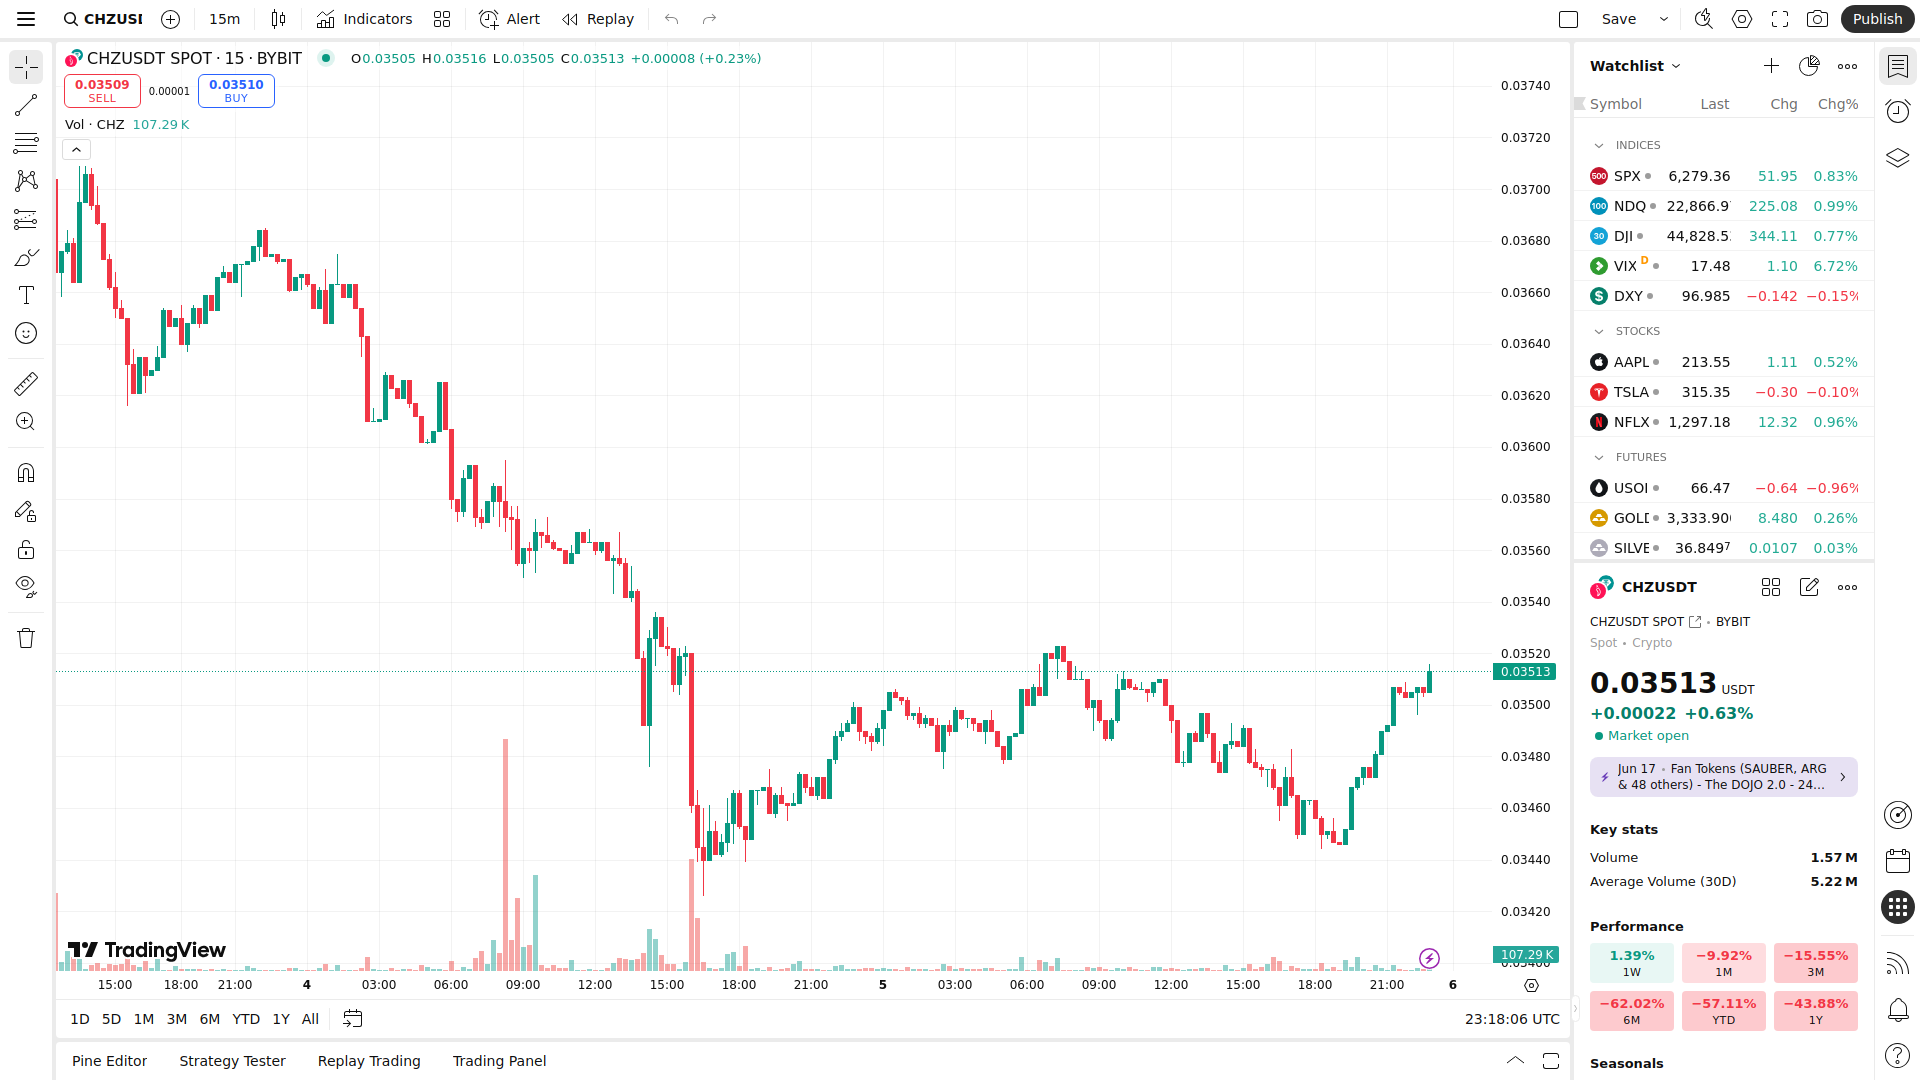 CHZUSI
15m
Indicators
Alert
Replay
Save
Publish
CHZUSDT SPOT · 15 · BYBIT
O0.03505 H0.03516 L0.03505 C0.03513 +0.00008 (+0.23%)
0.03509
SELL
0.00001
0.03510
BUY
Vol · CHZ 107.29 K
0.03740
0.03720
0.03700
0.03680
0.03660
0.03640
0.03620
0.03600
0.03580
0.03560
0.03540
0.03520
0.03513
0.03500
0.03480
0.03460
0.03440
0.03420
107.29 K
TradingView
15:00 18:00 21:00 4 03:00 06:00 09:00 12:00 15:00 18:00 21:00 5 03:00 06:00 09:00 12:00 15:00 18:00 21:00 6
1D 5D 1M 3M 6M YTD 1Y All
23:18:06 UTC
Pine Editor Strategy Tester Replay Trading Trading Panel
Watchlist
Symbol Last Chg Chg%
INDICES
500 SPX 6,279.36 51.95 0.83%
100 NDQ 22,866.9 225.08 0.99%
30 DJI 44,828.5 344.11 0.77%
VIX D 17.48 1.10 6.72%
DXY 96.985 −0.142 −0.15%
STOCKS
AAPL 213.55 1.11 0.52%
TSLA 315.35 −0.30 −0.10%
NFLX 1,297.18 12.32 0.96%
FUTURES
USOI 66.47 −0.64 −0.96%
GOLD 3,333.90 8.480 0.26%
SILVE 36.8497 0.0107 0.03%
CHZUSDT
CHZUSDT SPOT • BYBIT
Spot • Crypto
0.03513 USDT
+0.00022 +0.63%
Market open
Jun 17 • Fan Tokens (SAUBER, ARG
& 48 others) - The DOJO 2.0 - 24...
Key stats
Volume 1.57 M
Average Volume (30D) 5.22 M
Performance
1.39% −9.92% −15.55%
1W 1M 3M
−62.02% −57.11% −43.88%
6M YTD 1Y
Seasonals